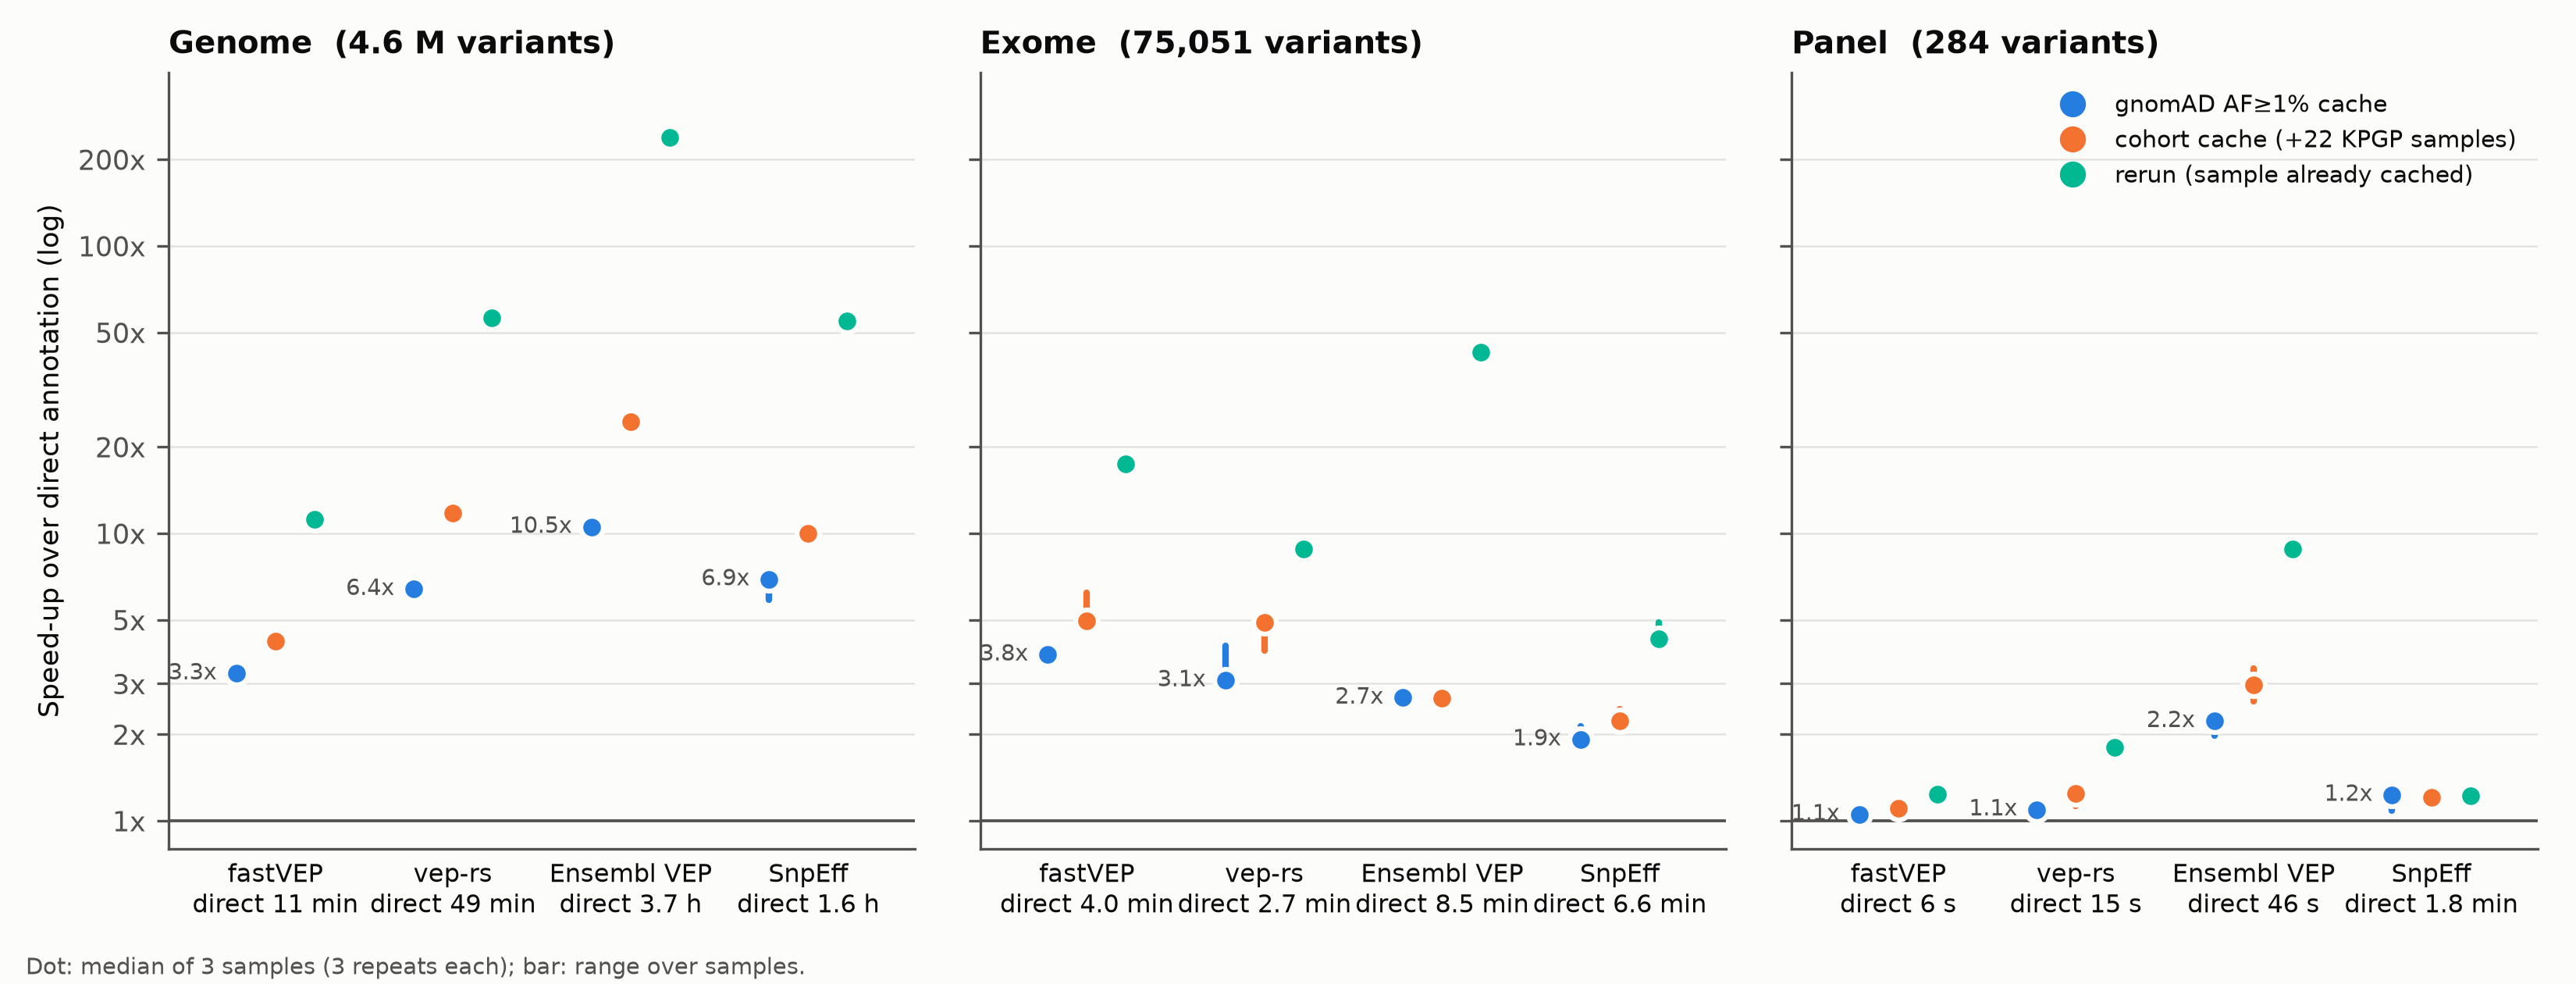 Genome (4.6 M variants)
Exome (75,051 variants)
Panel (284 variants)
gnomAD AF≥1% cache
cohort cache (+22 KPGP samples)
rerun (sample already cached)
Speed-up over direct annotation (log)
200x
100x
50x
20x
10x
5x
3x
2x
1x
3.3x
6.4x
10.5x
6.9x
3.8x
3.1x
2.7x
1.9x
1.1x
1.1x
2.2x
1.2x
fastVEP
direct 11 min
vep-rs
direct 49 min
Ensembl VEP
direct 3.7 h
SnpEff
direct 1.6 h
fastVEP
direct 4.0 min
vep-rs
direct 2.7 min
Ensembl VEP
direct 8.5 min
SnpEff
direct 6.6 min
fastVEP
direct 6 s
vep-rs
direct 15 s
Ensembl VEP
direct 46 s
SnpEff
direct 1.8 min
Dot: median of 3 samples (3 repeats each); bar: range over samples.